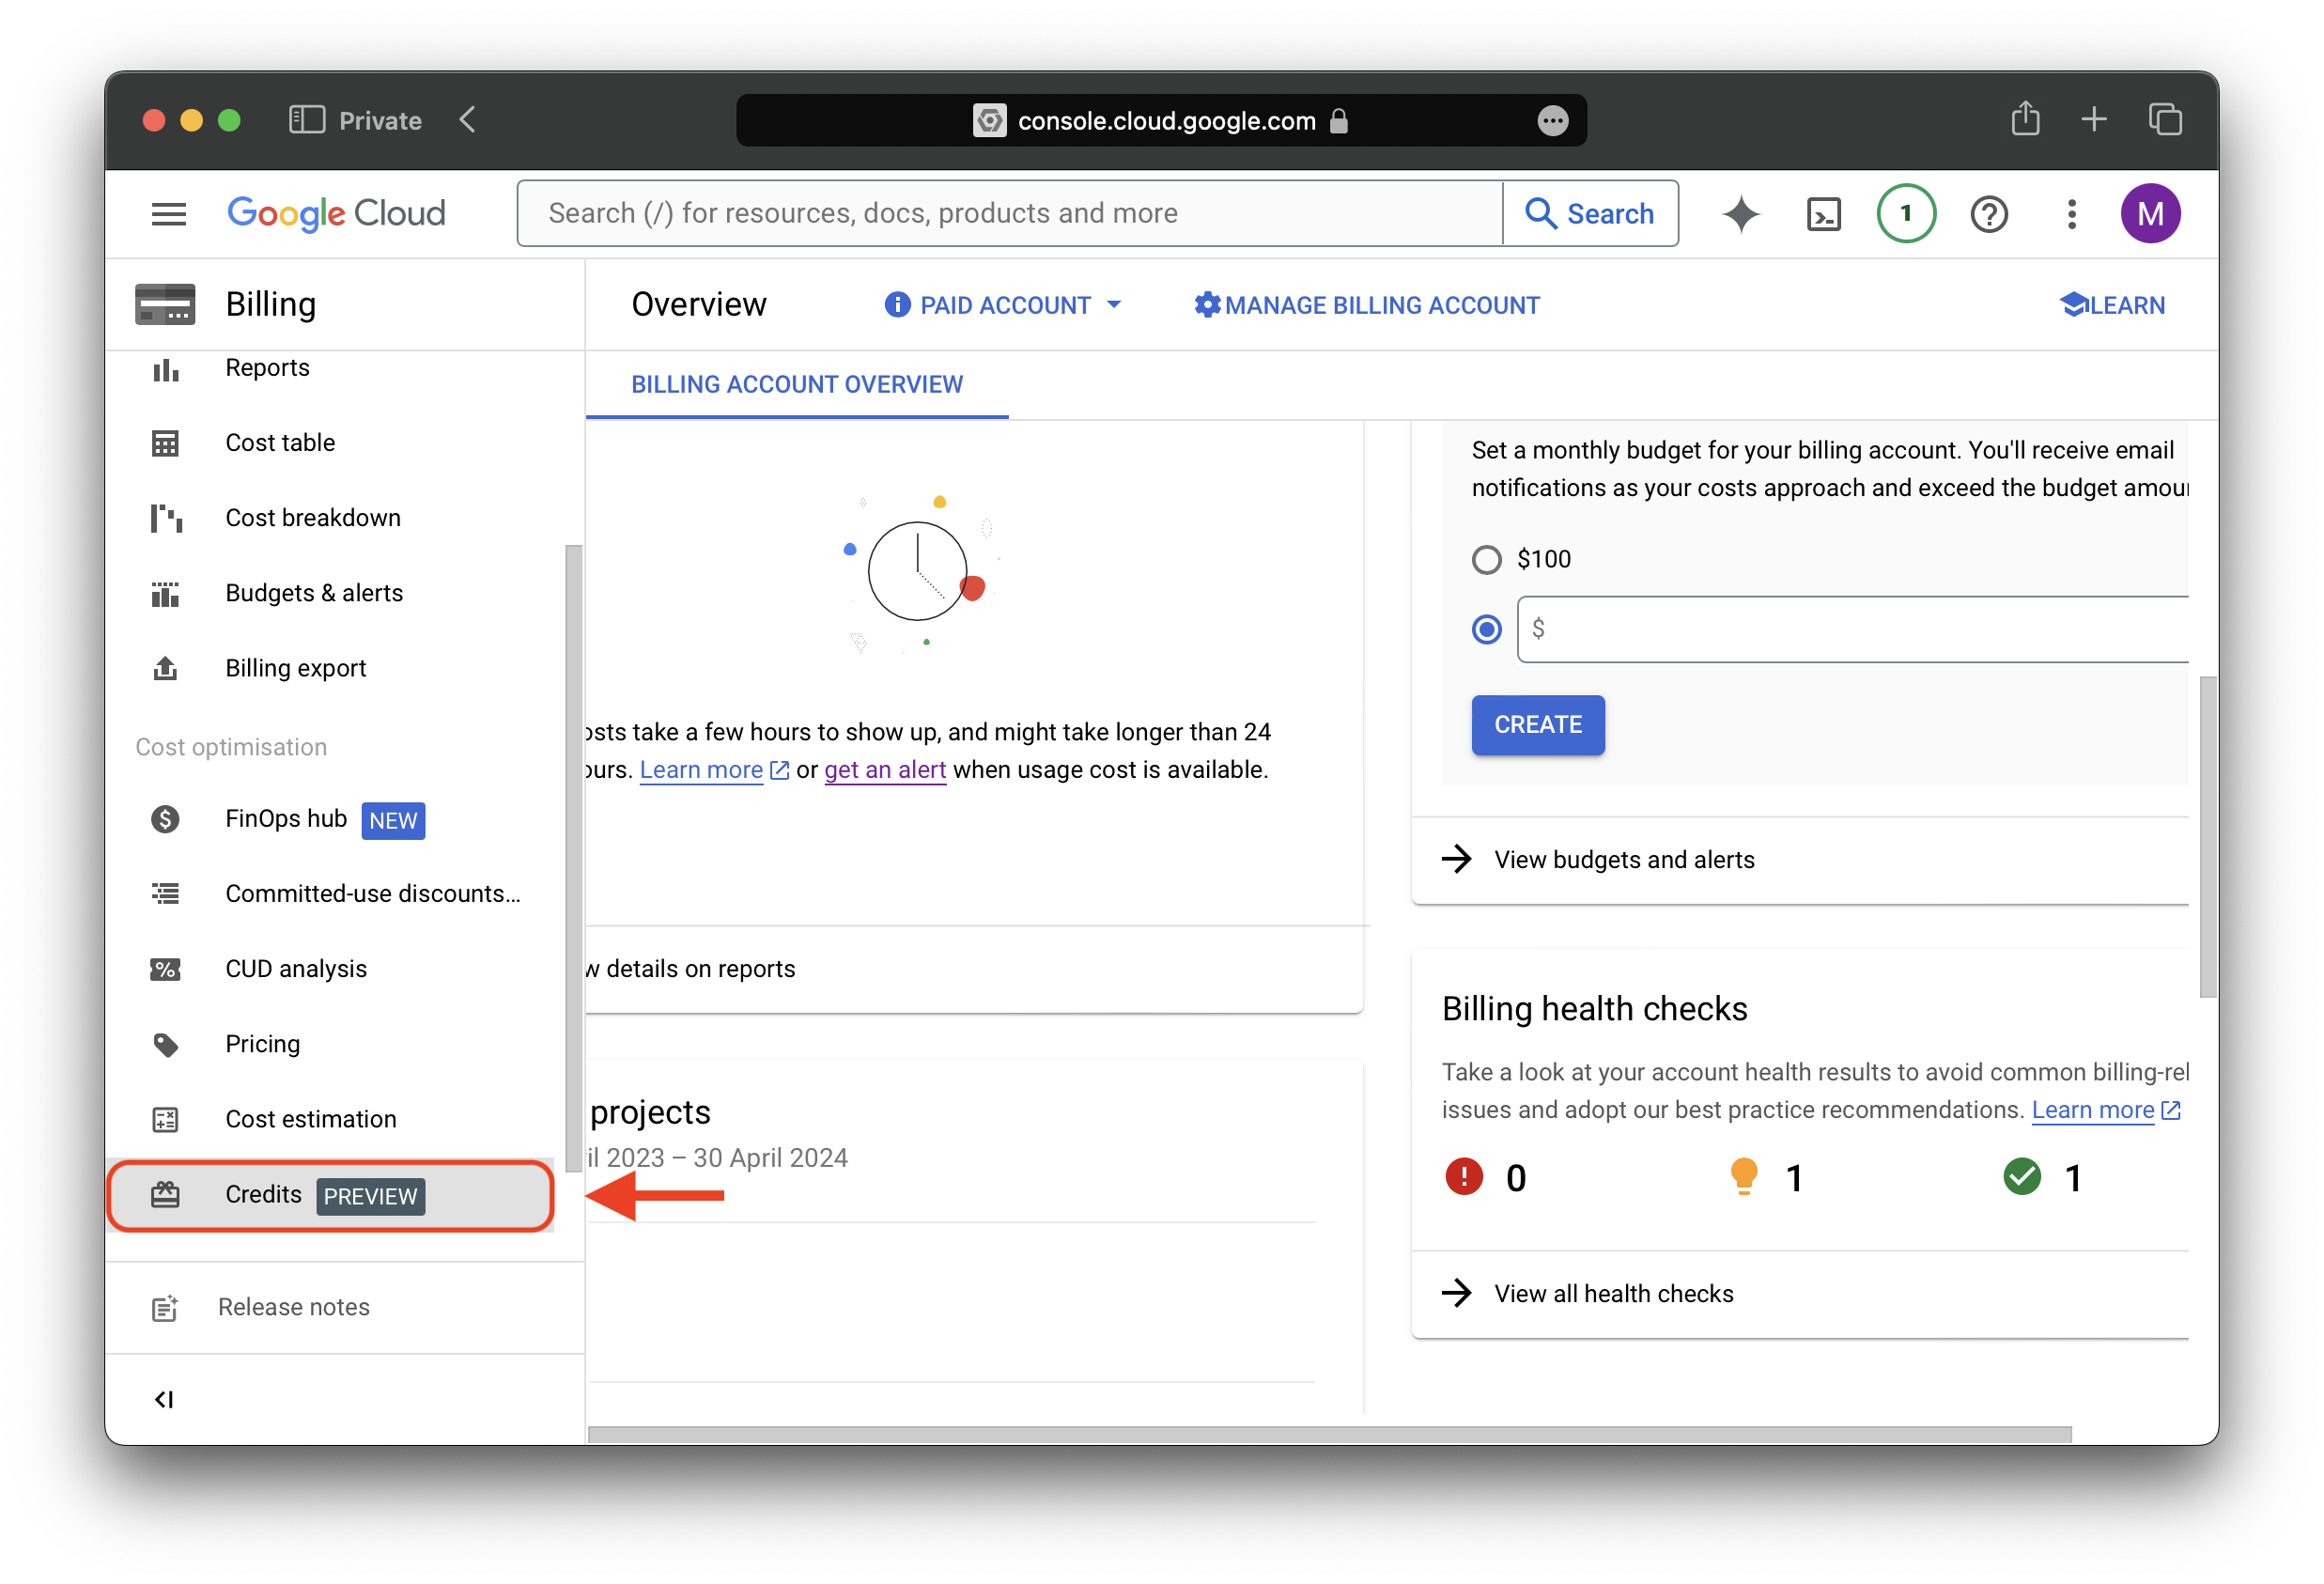 Private
console.cloud.google.com
Google Cloud
Search (/) for resources, docs, products and more
Search
1
M
Billing
Overview
PAID ACCOUNT
MANAGE BILLING ACCOUNT
LEARN
BILLING ACCOUNT OVERVIEW
Reports
Cost table
Cost breakdown
Budgets & alerts
Billing export
Cost optimisation
FinOps hub NEW
Committed-use discounts...
CUD analysis
Pricing
Cost estimation
Credits PREVIEW
Release notes
osts take a few hours to show up, and might take longer than 24
ours. Learn more or get an alert when usage cost is available.
w details on reports
projects
il 2023 – 30 April 2024
Set a monthly budget for your billing account. You'll receive email
notifications as your costs approach and exceed the budget amou
$100
$
CREATE
View budgets and alerts
Billing health checks
Take a look at your account health results to avoid common billing-rel
issues and adopt our best practice recommendations. Learn more
0
1
1
View all health checks